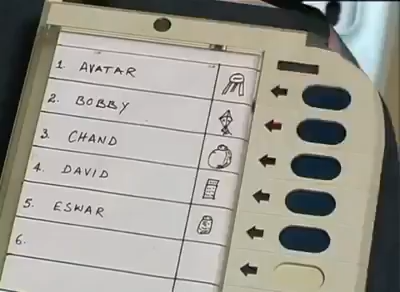 1. AVATAR
2. BOBBY
3. CHAND
4. DAVID
5. ESWAR
6.